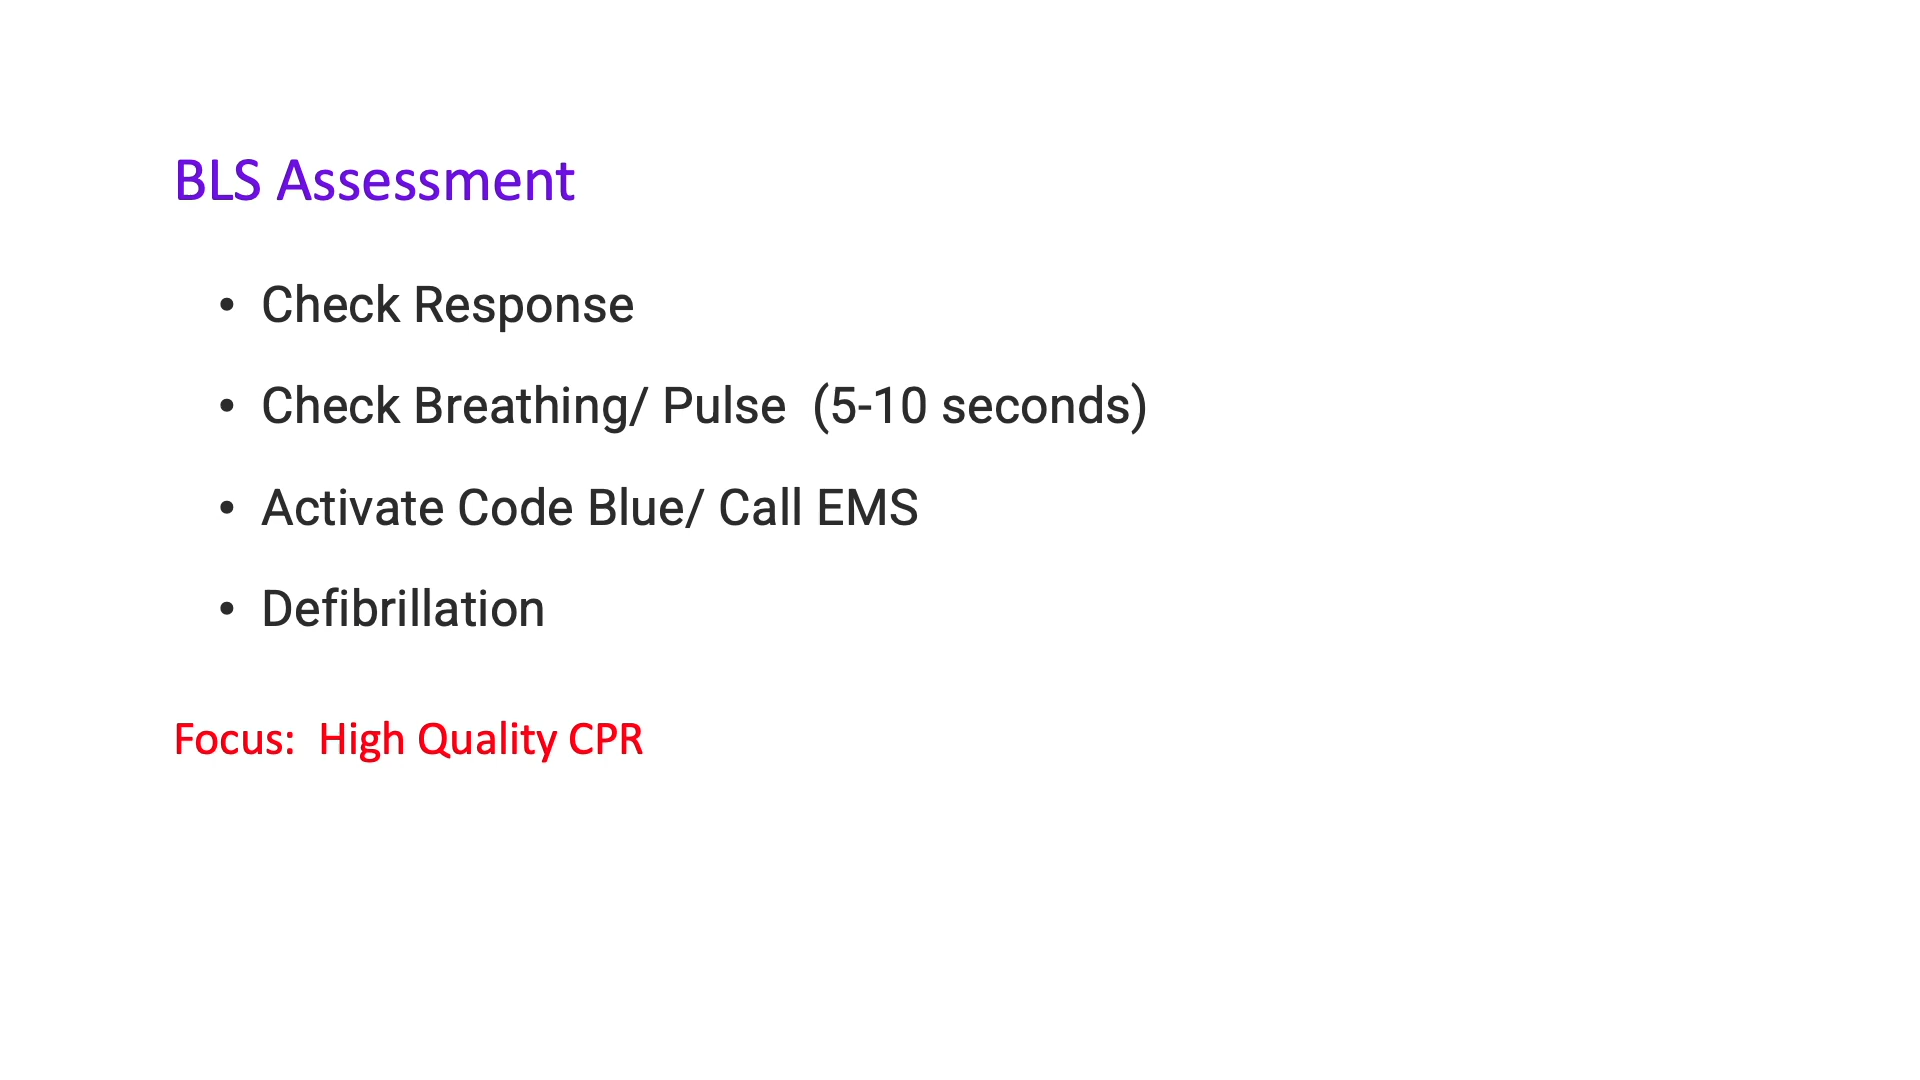 BLS Assessment
• Check Response
• Check Breathing/ Pulse  (5-10 seconds)
• Activate Code Blue/ Call EMS
• Defibrillation
Focus:  High Quality CPR